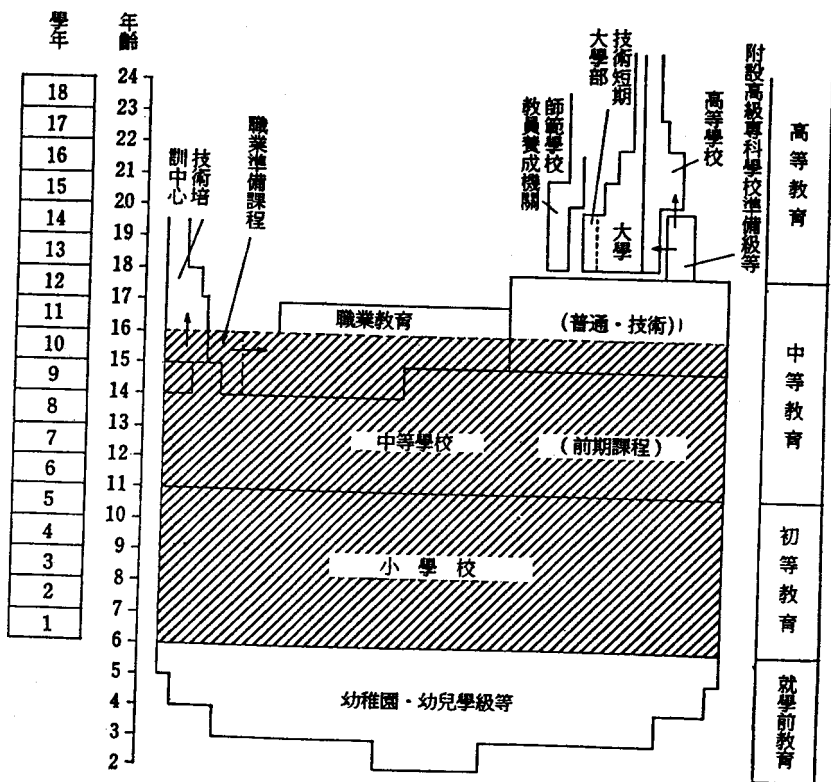 學年
年齡
18
17
16
15
14
13
12
11
10
9
8
7
6
5
4
3
2
1
24
23
22
21
20
19
18
17
16
15
14
13
12
11
10
9
8
7
6
5
4
3
2
技術培
訓中心
職業準備課程
師範學校
教員養成機關
技術短期
大學部
大學
高等學校
附設高級專科學校準備級等
職業教育
(普通・技術))
中等學校
(前期課程)
小學校
幼稚園・幼兒學級等
高等教育
中等教育
初等教育
就學前教育